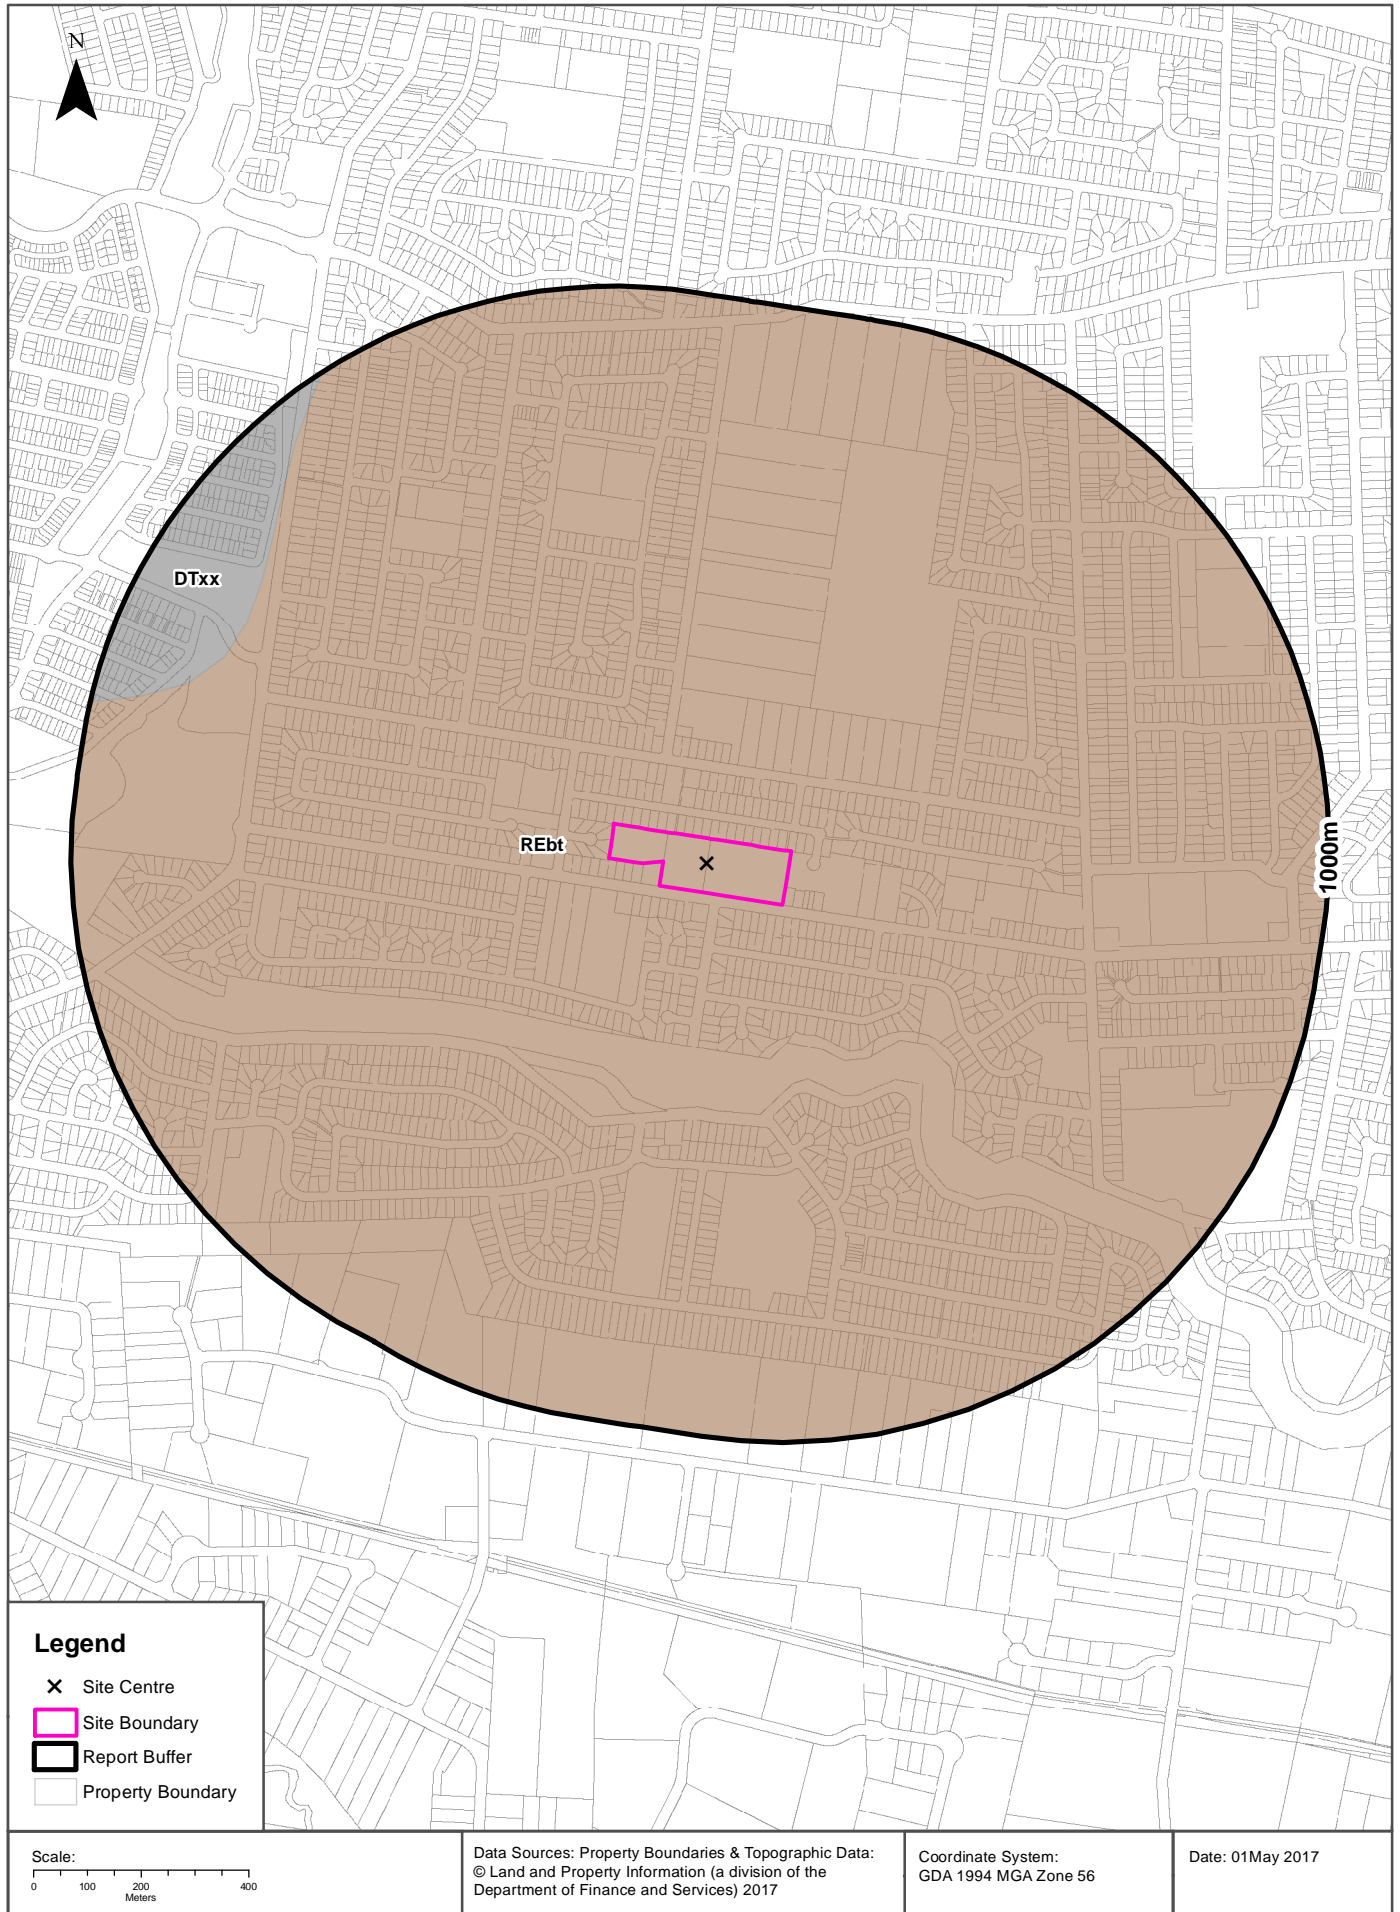 N
DTxx
REbt
1000m
Legend
Site Centre
Site Boundary
Report Buffer
Property Boundary
Scale:
0 100 200 400
Meters
Data Sources: Property Boundaries & Topographic Data:
© Land and Property Information (a division of the
Department of Finance and Services) 2017
Coordinate System:
GDA 1994 MGA Zone 56
Date: 01May 2017